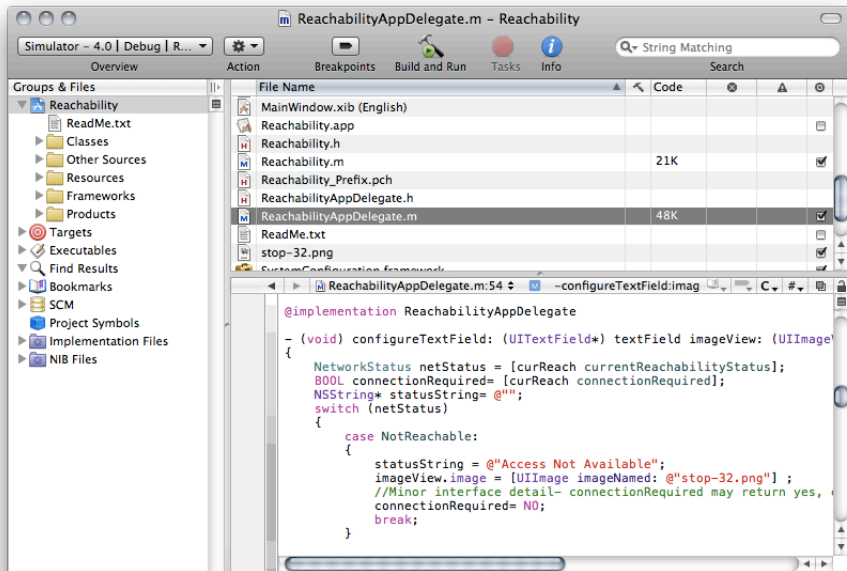 ReachabilityAppDelegate.m – Reachability
Simulator – 4.0 | Debug | R...
String Matching
Overview
Action
Breakpoints
Build and Run
Tasks
Info
Search
Groups & Files
File Name
Code
Reachability
ReadMe.txt
Classes
Other Sources
Resources
Frameworks
Products
Targets
Executables
Find Results
Bookmarks
SCM
Project Symbols
Implementation Files
NIB Files
MainWindow.xib (English)
Reachability.app
Reachability.h
Reachability.m 21K
Reachability_Prefix.pch
ReachabilityAppDelegate.h
ReachabilityAppDelegate.m 48K
ReadMe.txt
stop-32.png
SystemConfiguration.framework
ReachabilityAppDelegate.m:54 -configureTextField:imag C #
@implementation ReachabilityAppDelegate
- (void) configureTextField: (UITextField*) textField imageView: (UIImageV
{
NetworkStatus netStatus = [curReach currentReachabilityStatus];
BOOL connectionRequired= [curReach connectionRequired];
NSString* statusString= @"";
switch (netStatus)
{
case NotReachable:
{
statusString = @"Access Not Available";
imageView.image = [UIImage imageNamed: @"stop-32.png"] ;
//Minor interface detail- connectionRequired may return yes,
connectionRequired= NO;
break;
}